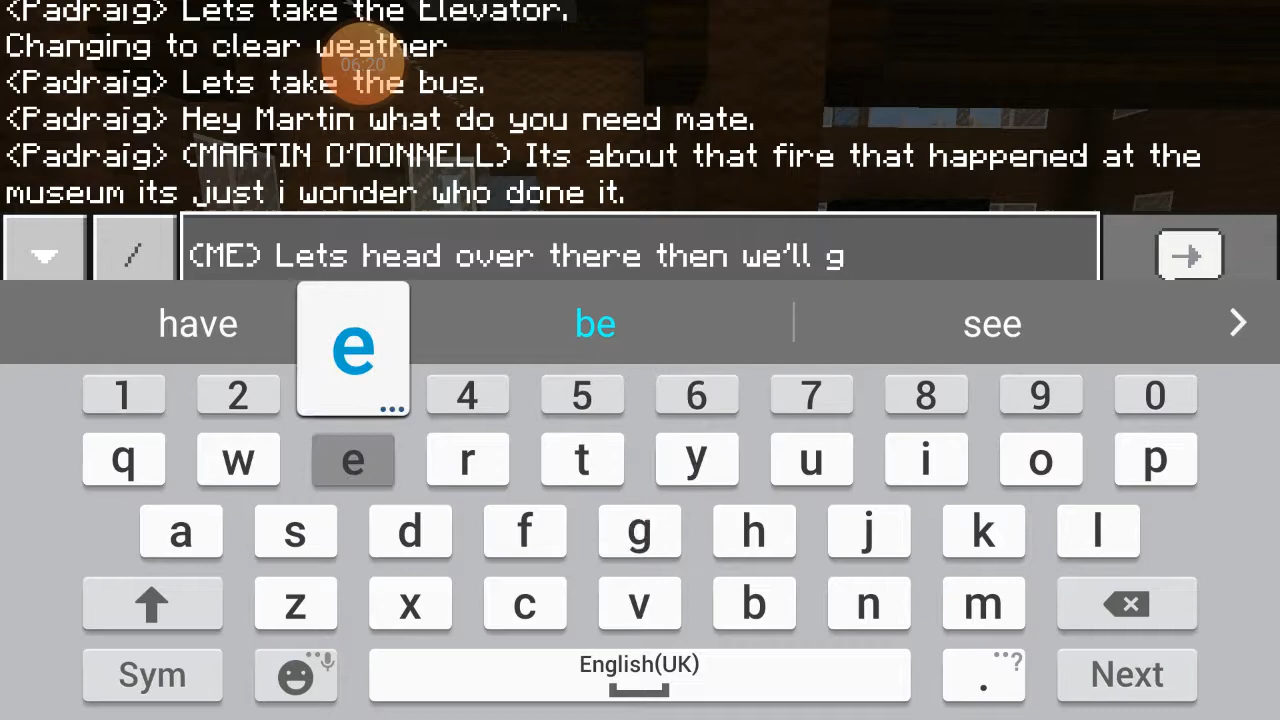 <Padraig> Lets take the Elevator.
Changing to clear weather
06:20
<Padraig> Lets take the bus.
<Padraig> Hey Martin what do you need mate.
<Padraig> (MARTIN O'DONNELL) Its about that fire that happened at the
museum its just i wonder who done it.
/ (ME) Lets head over there then we'll g
have e be see
1 2 4 5 6 7 8 9 0
q w e r t y u i o p
a s d f g h j k l
z x c v b n m
Sym English(UK) . ? Next